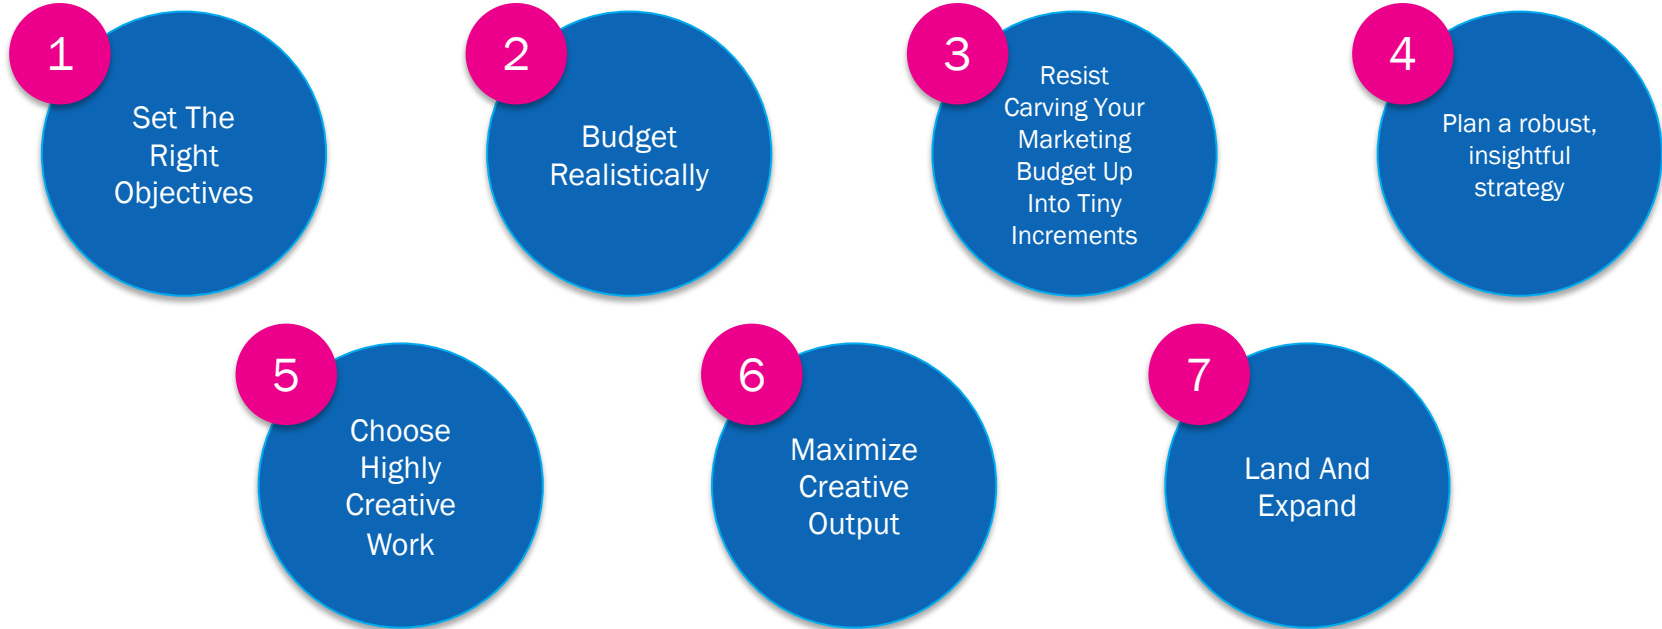 1
Set The
Right
Objectives
2
Budget
Realistically
3
Resist
Carving Your
Marketing
Budget Up
Into Tiny
Increments
4
Plan a robust,
insightful
strategy
5
Choose
Highly
Creative
Work
6
Maximize
Creative
Output
7
Land And
Expand